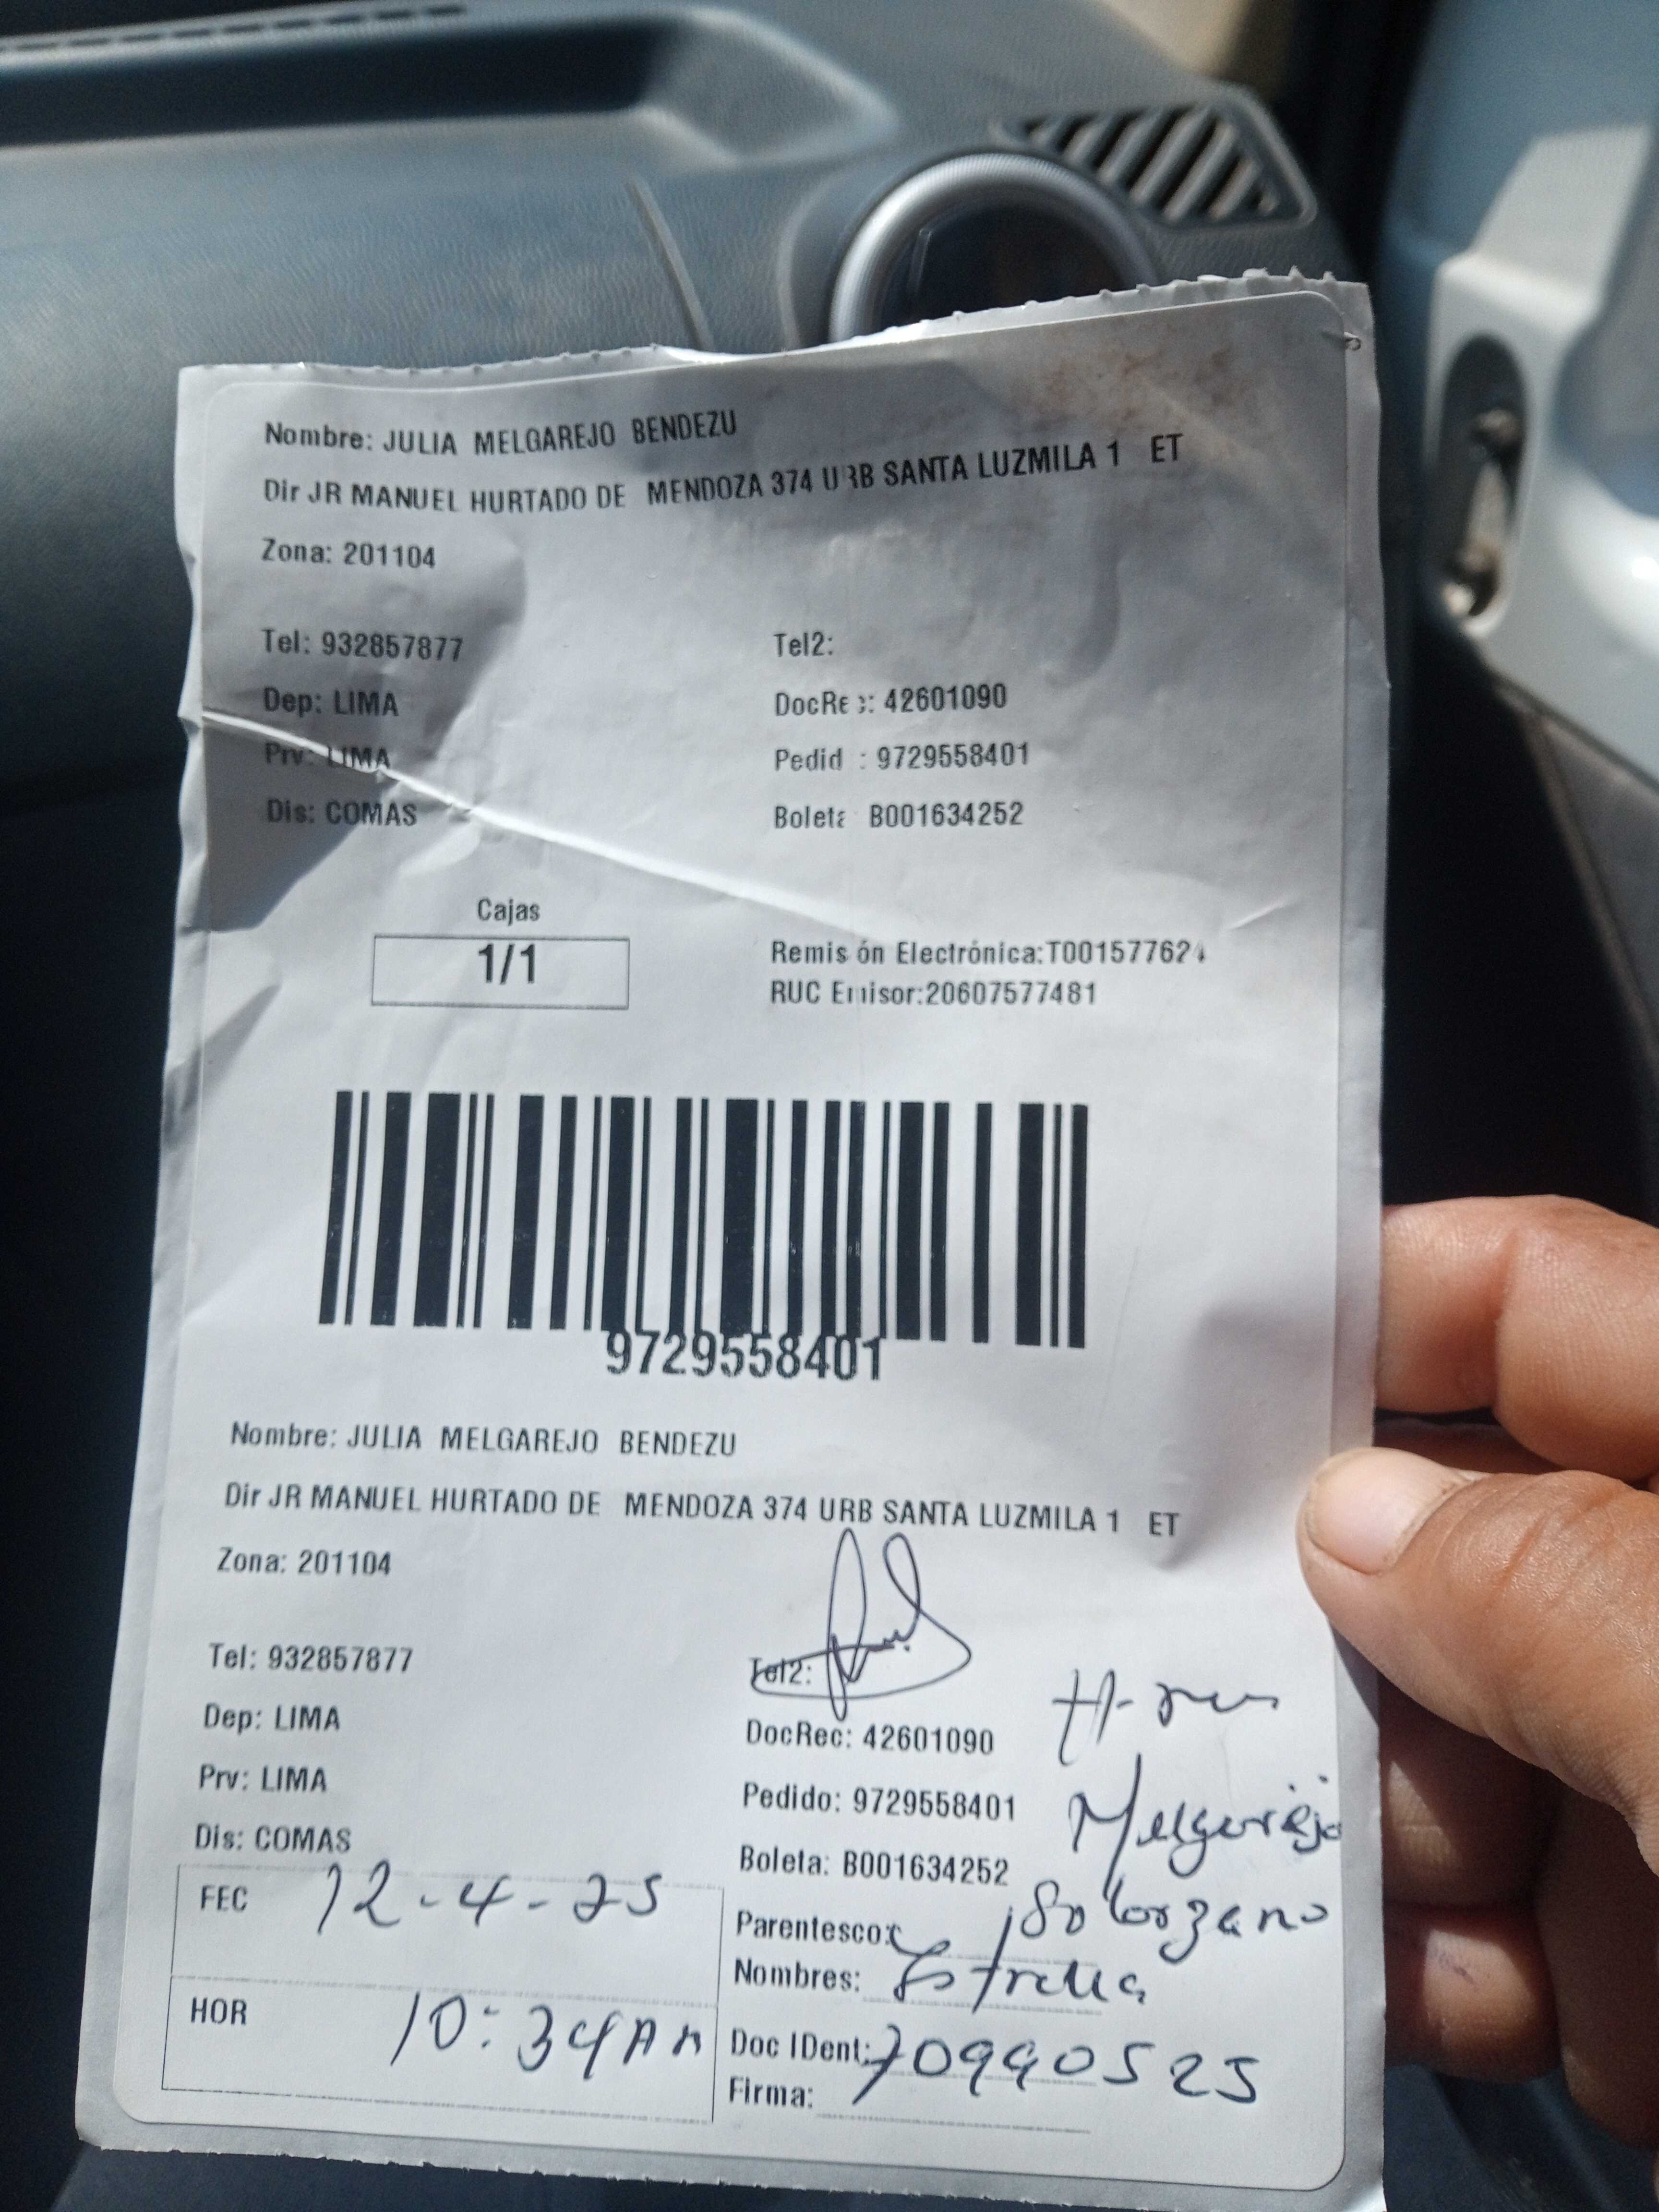 Nombre: JULIA MELGAREJO BENDEZU
Dir JR MANUEL HURTADO DE MENDOZA 374 URB SANTA LUZMILA 1 ET
Zona: 201104
Tel: 932857877 Tel2:
Dep: LIMA DocRec: 42601090
Prv: LIMA Pedid : 9729558401
Dis: COMAS Boleta B001634252
Cajas
1/1
Remisión Electrónica:T001577624
RUC Emisor:20607577481
9729558401
Nombre: JULIA MELGAREJO BENDEZU
Dir JR MANUEL HURTADO DE MENDOZA 374 URB SANTA LUZMILA 1 ET
Zona: 201104
Tel: 932857877 Tel2:
Dep: LIMA DocRec: 42601090
Prv: LIMA Pedido: 9729558401
Melgarejo
Dis: COMAS Boleta: B001634252
FEC 12-4-25
Parentesco: Solorzano
Nombres: Estrella
HOR 10:34AM
Doc IDent: 70990525
Firma: